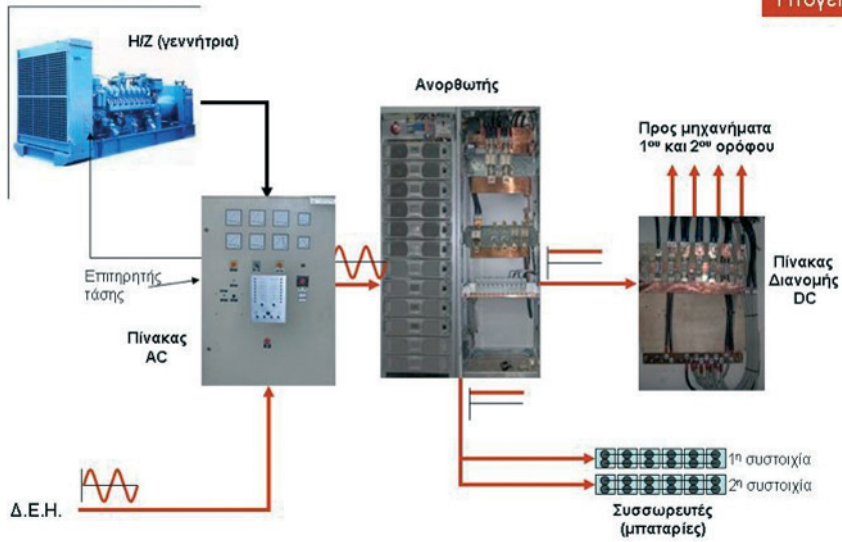 Η/Ζ (γεννήτρια)
Ανορθωτής
Προς μηχανήματα
1ου και 2ου ορόφου
Επιτηρητής
τάσης
Πίνακας
AC
Πίνακας
Διανομής
DC
Δ.Ε.Η.
1η συστοιχία
2η συστοιχία
Συσσωρευτές
(μπαταρίες)